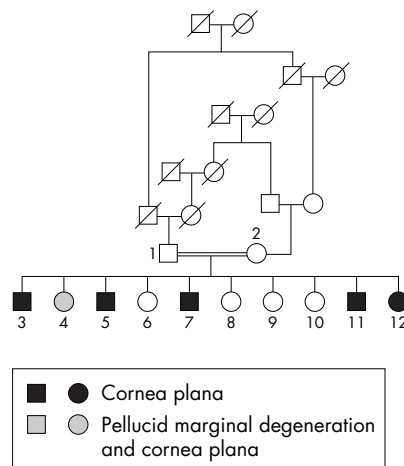 2
1
3 4 5 6 7 8 9 10 11 12
Cornea plana
Pellucid marginal degeneration
and cornea plana